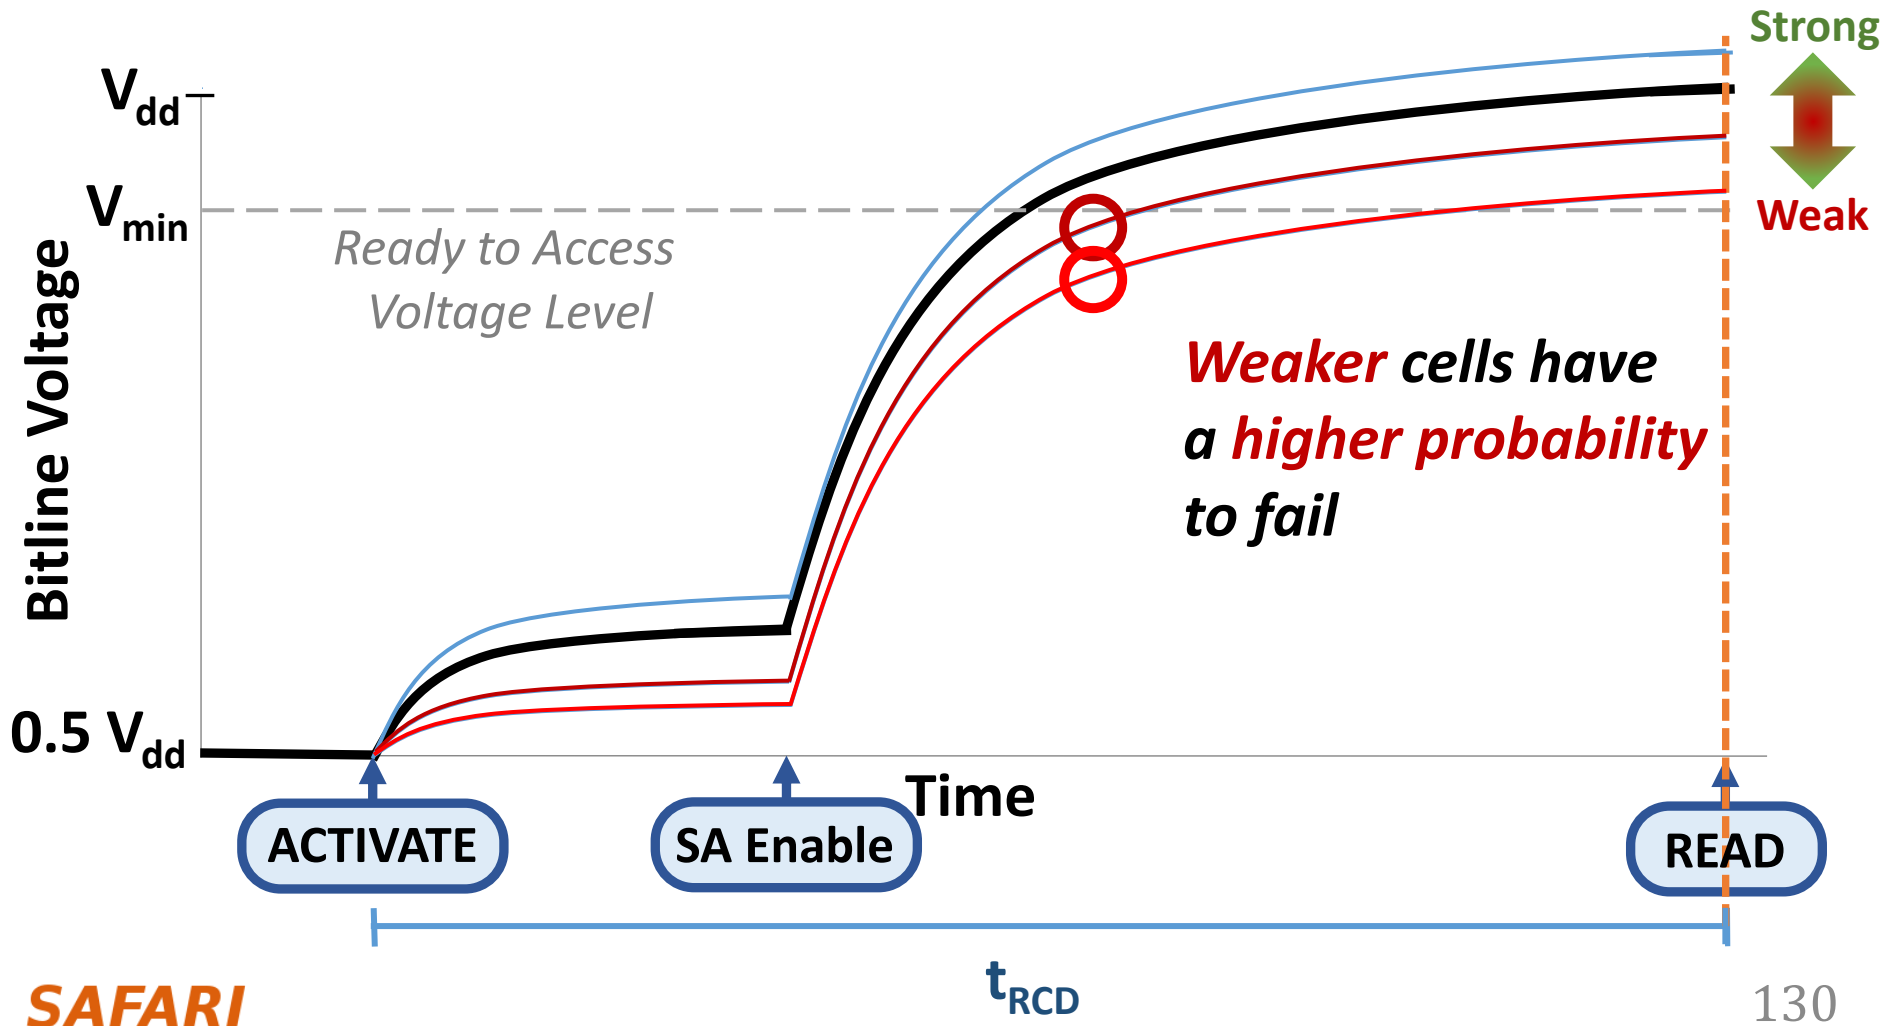 Strong
Vdd
Vmin
Weak
Ready to Access
Voltage Level
Bitline Voltage
Weaker cells have
a higher probability
to fail
0.5 Vdd
Time
ACTIVATE
SA Enable
READ
tRCD
SAFARI
130